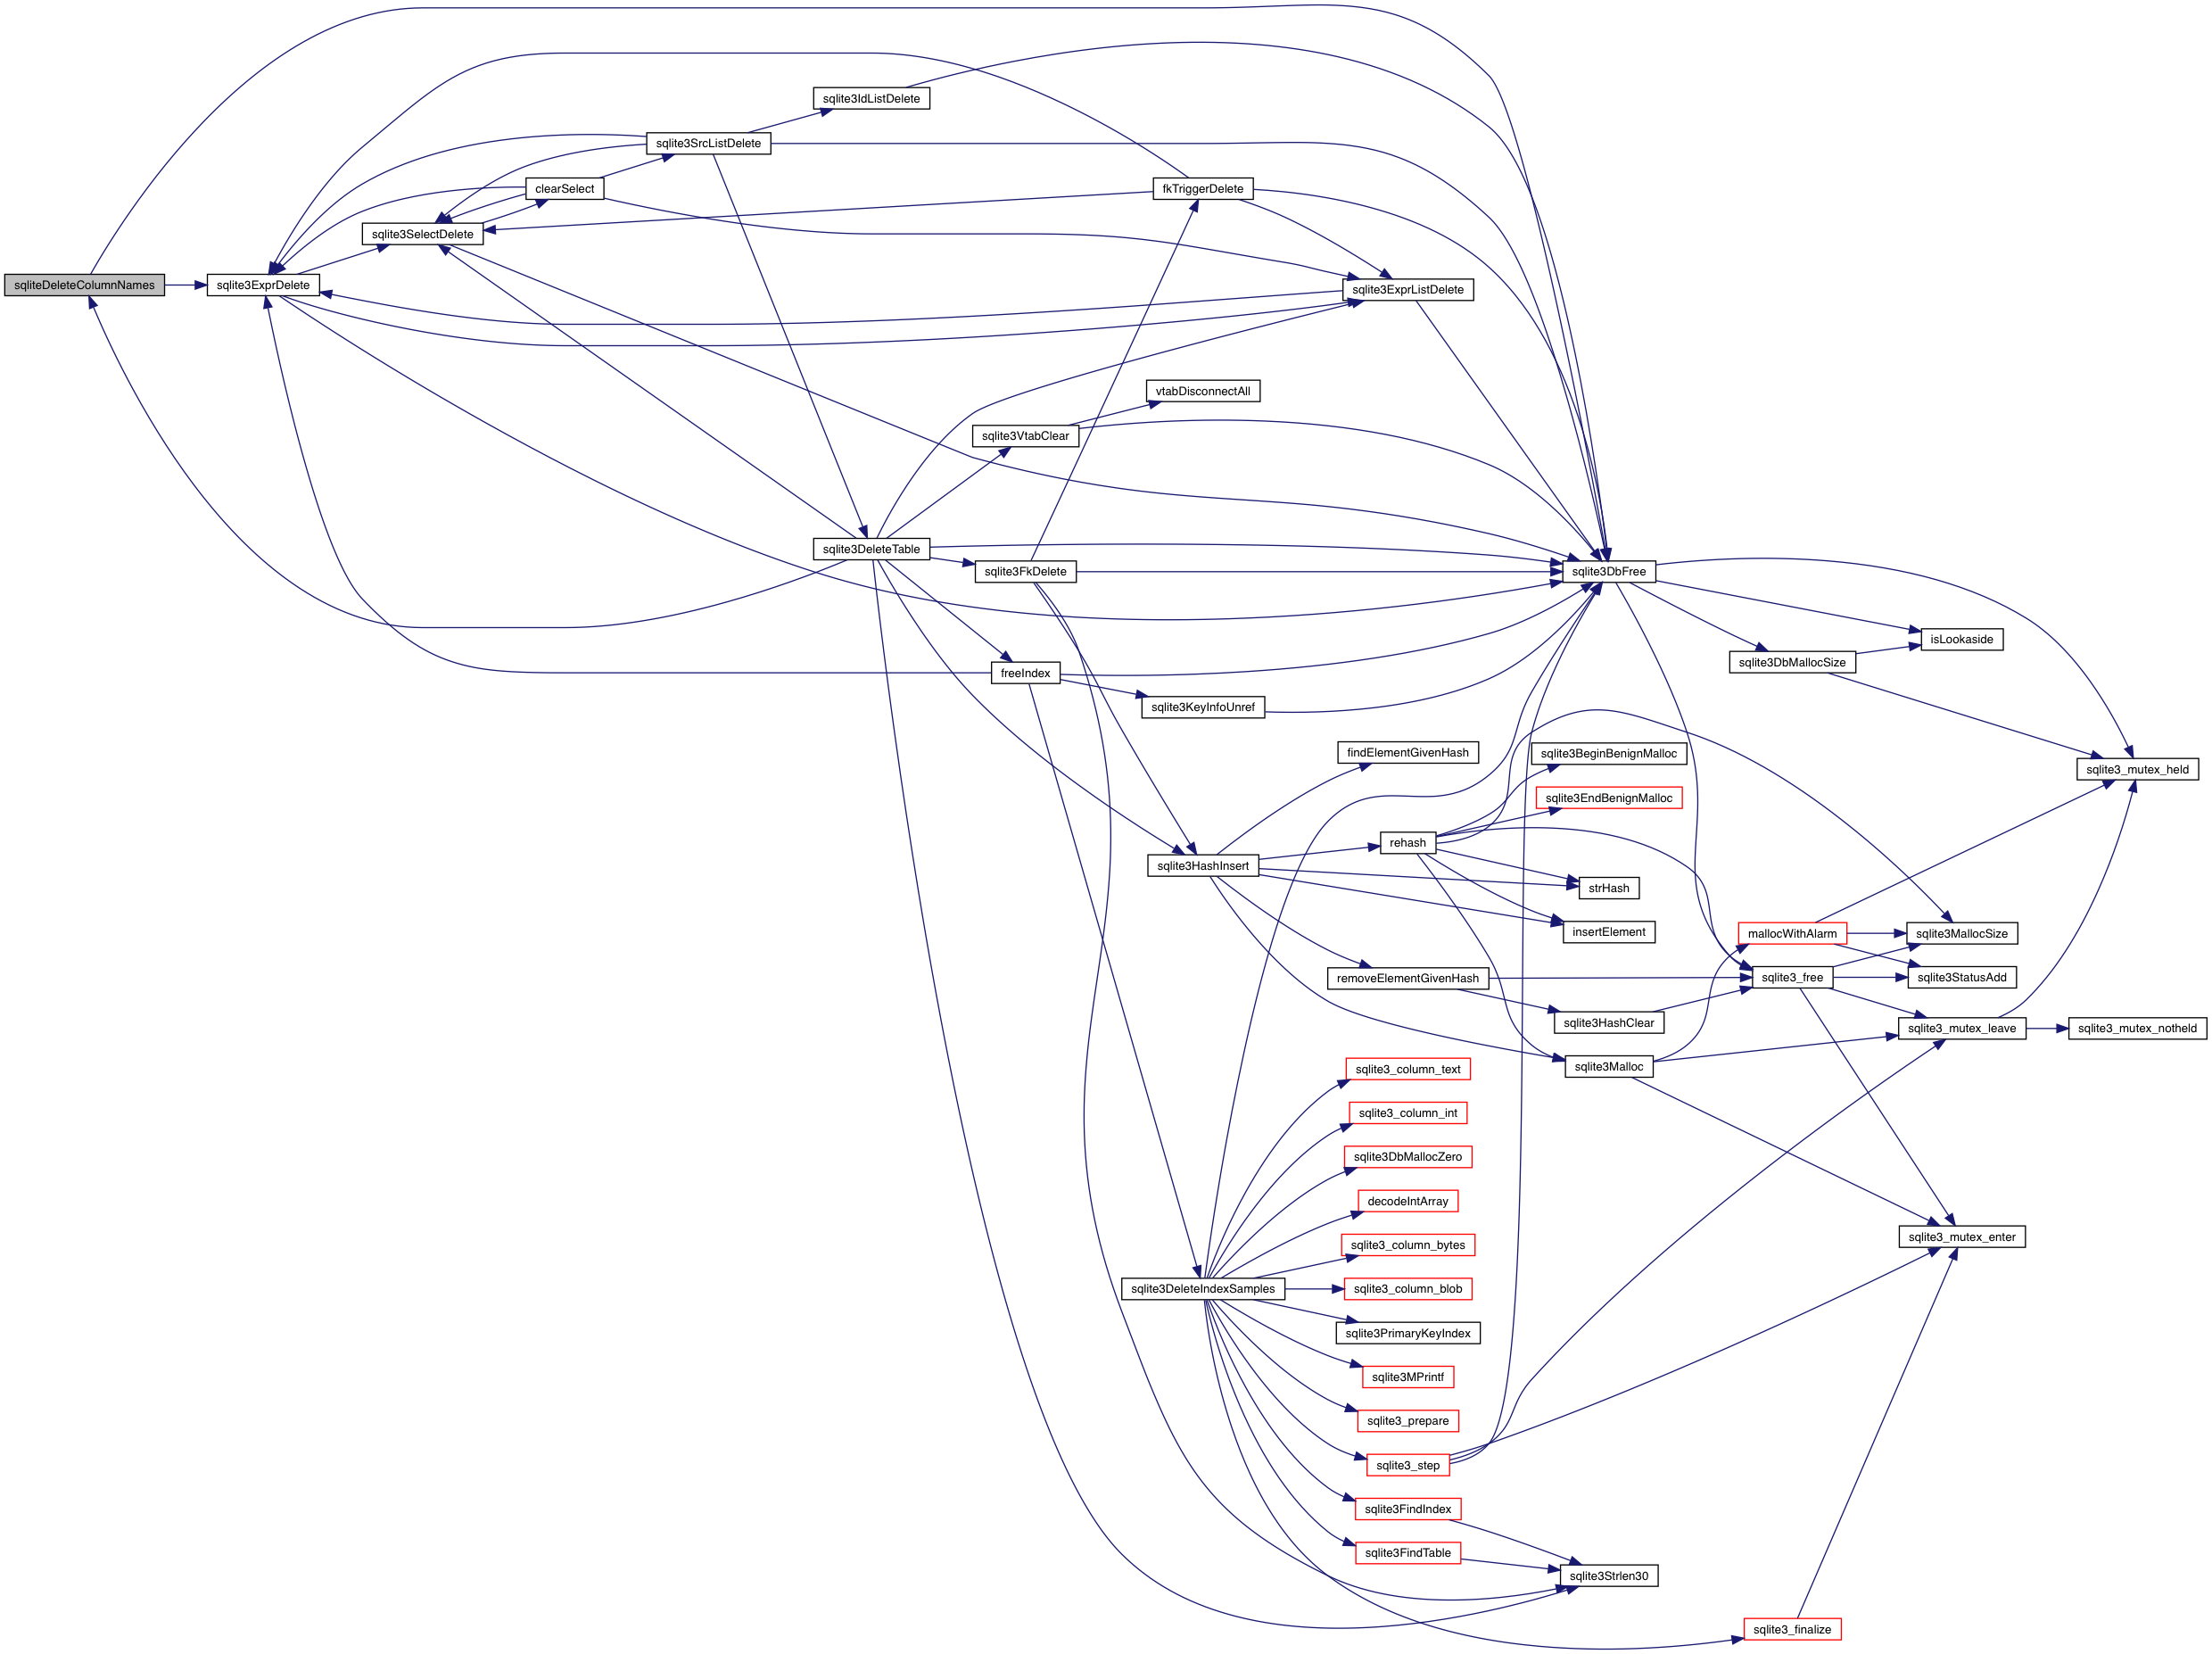 sqlite3IdListDelete
sqlite3SrcListDelete
clearSelect
fkTriggerDelete
sqlite3SelectDelete
sqliteDeleteColumnNames
sqlite3ExprDelete
sqlite3ExprListDelete
vtabDisconnectAll
sqlite3VtabClear
sqlite3DeleteTable
sqlite3FkDelete
sqlite3DbFree
isLookaside
sqlite3DbMallocSize
freeIndex
sqlite3KeyInfoUnref
findElementGivenHash
sqlite3BeginBenignMalloc
sqlite3_mutex_held
sqlite3EndBenignMalloc
rehash
sqlite3HashInsert
strHash
insertElement
mallocWithAlarm
sqlite3MallocSize
removeElementGivenHash
sqlite3_free
sqlite3StatusAdd
sqlite3HashClear
sqlite3_mutex_leave
sqlite3_mutex_notheld
sqlite3Malloc
sqlite3_column_text
sqlite3_column_int
sqlite3DbMallocZero
decodeIntArray
sqlite3_mutex_enter
sqlite3_column_bytes
sqlite3DeleteIndexSamples
sqlite3_column_blob
sqlite3PrimaryKeyIndex
sqlite3MPrintf
sqlite3_prepare
sqlite3_step
sqlite3FindIndex
sqlite3FindTable
sqlite3Strlen30
sqlite3_finalize